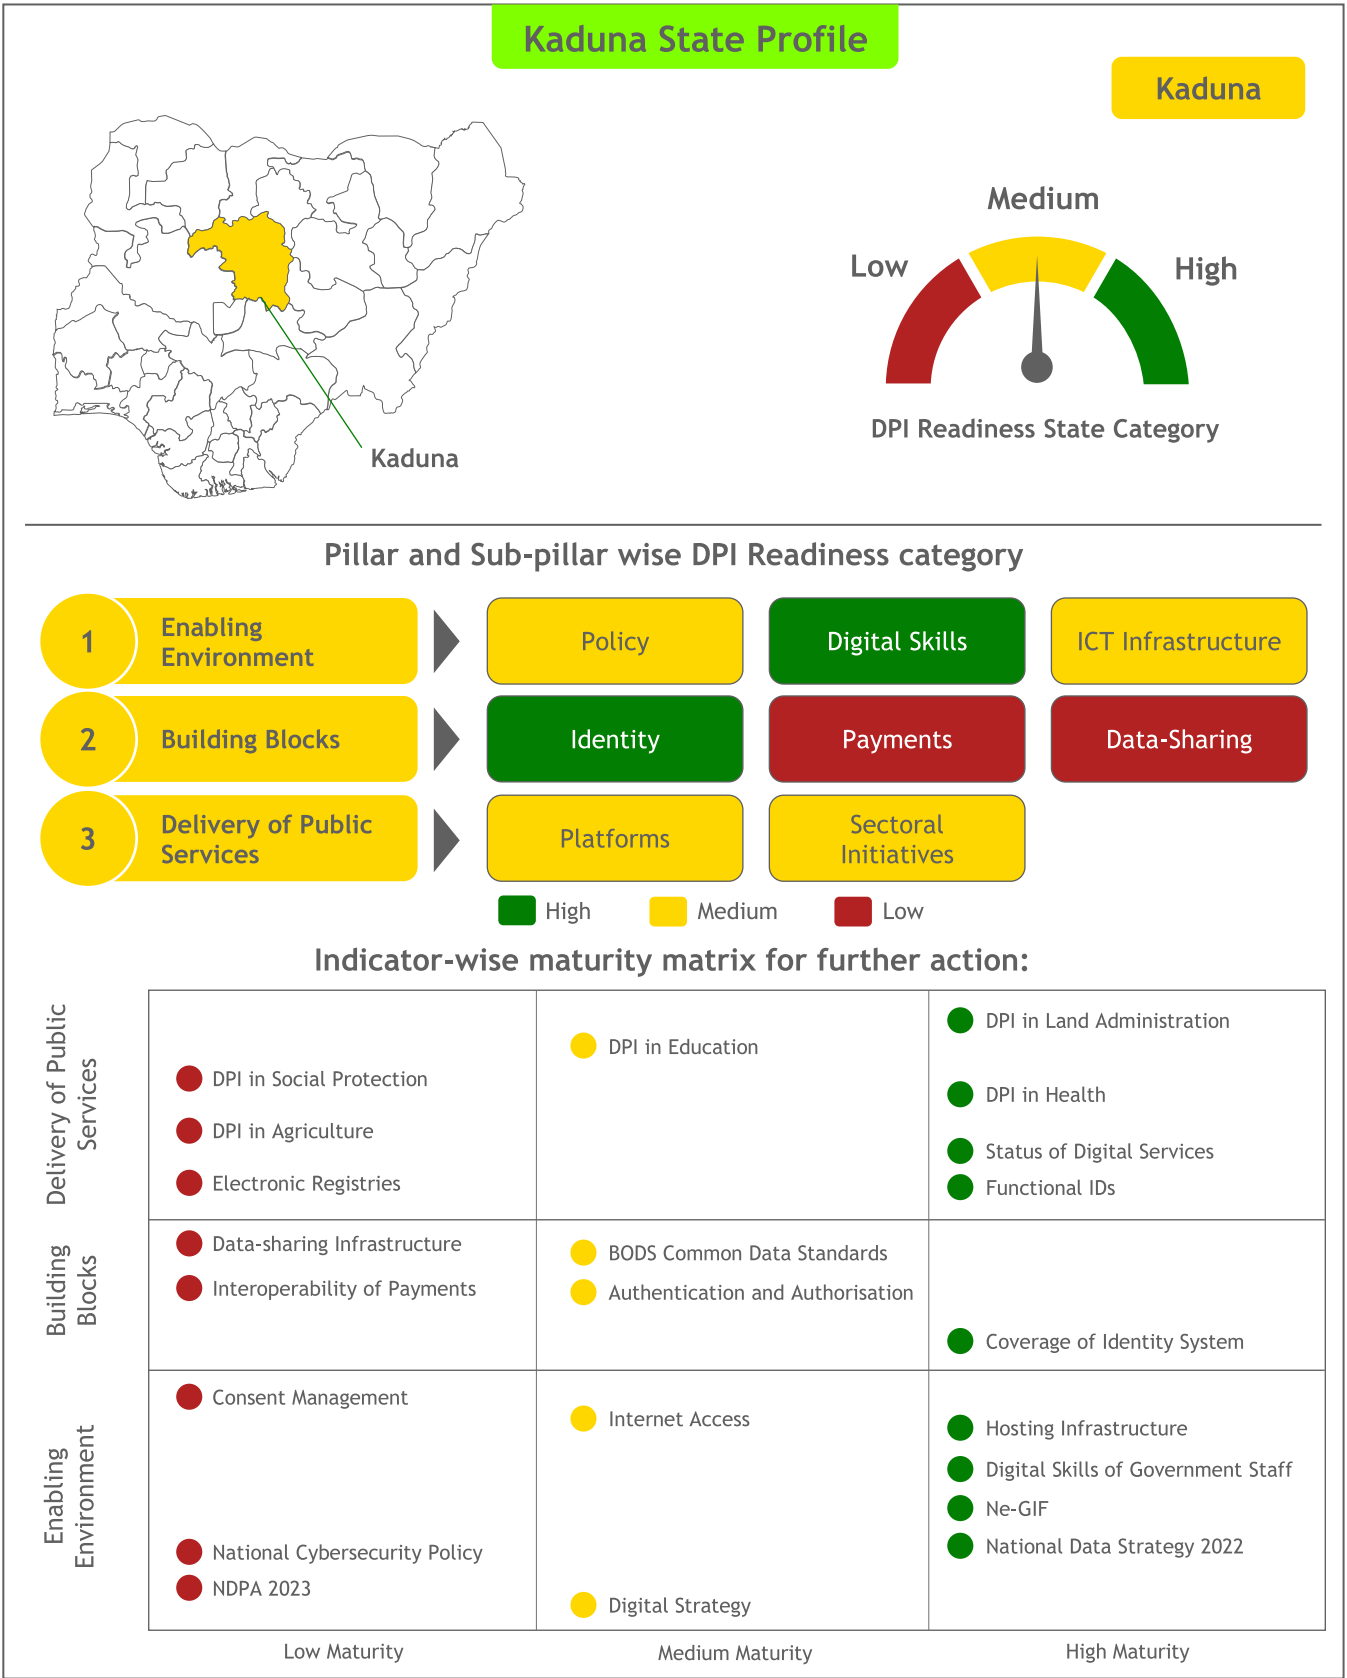 Kaduna State Profile
Kaduna
Medium
Low
High
DPI Readiness State Category
Kaduna
Pillar and Sub-pillar wise DPI Readiness category
1
Enabling
Environment
Policy
Digital Skills
ICT Infrastructure
2
Building Blocks
Identity
Payments
Data-Sharing
3
Delivery of Public
Services
Platforms
Sectoral
Initiatives
High
Medium
Low
Indicator-wise maturity matrix for further action:
Delivery of Public
Services
DPI in Social Protection
DPI in Agriculture
Electronic Registries
DPI in Education
DPI in Land Administration
DPI in Health
Status of Digital Services
Functional IDs
Building
Blocks
Data-sharing Infrastructure
Interoperability of Payments
BODS Common Data Standards
Authentication and Authorisation
Coverage of Identity System
Enabling
Environment
Consent Management
National Cybersecurity Policy
NDPA 2023
Internet Access
Digital Strategy
Hosting Infrastructure
Digital Skills of Government Staff
Ne-GIF
National Data Strategy 2022
Low Maturity
Medium Maturity
High Maturity